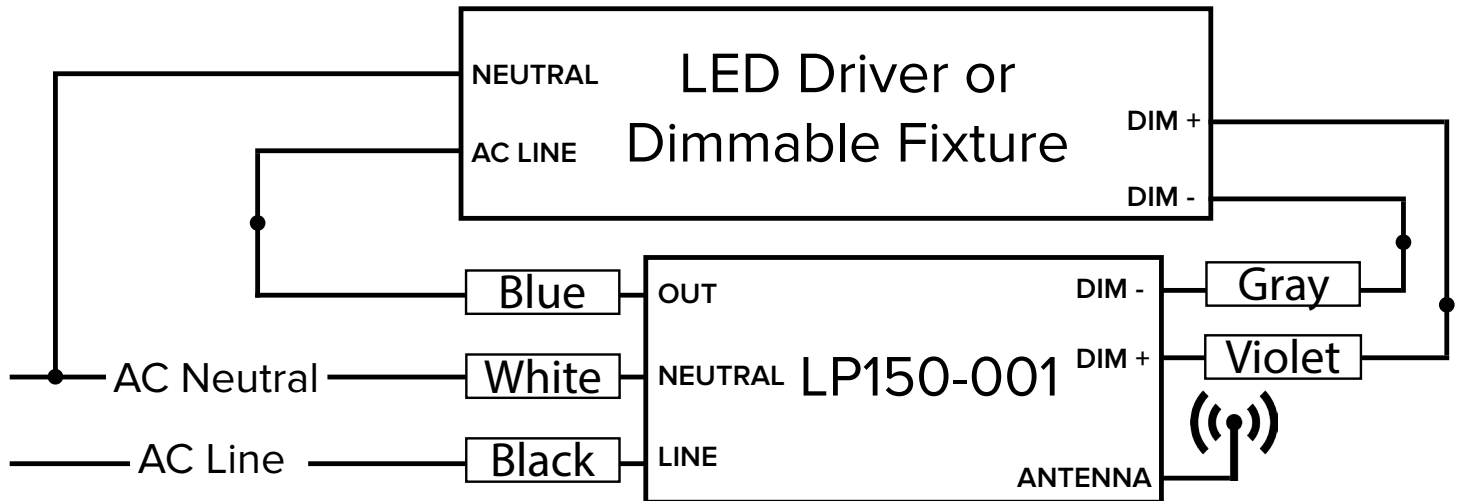 NEUTRAL
LED Driver or
Dimmable Fixture
AC LINE
DIM +
DIM -
Blue
OUT
DIM -
Gray
AC Neutral
White
NEUTRAL
LP150-001
DIM +
Violet
AC Line
Black
LINE
ANTENNA